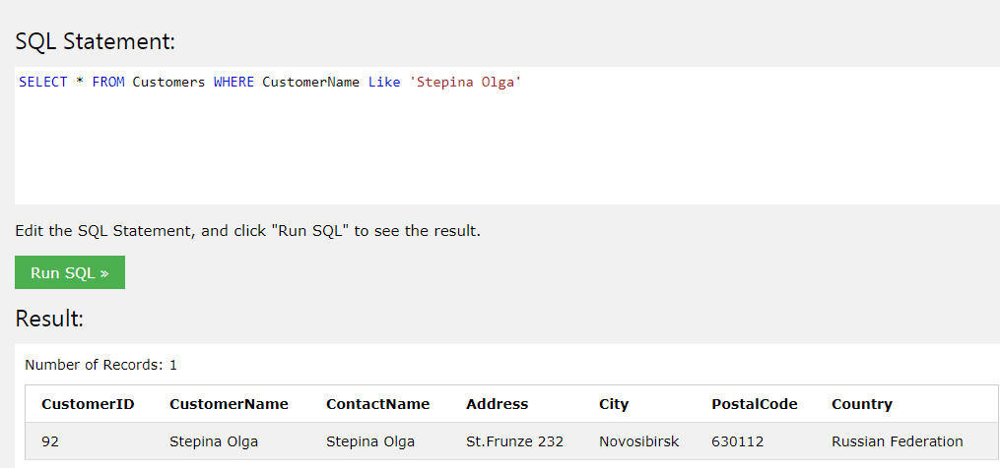 SQL Statement:
SELECT * FROM Customers WHERE CustomerName Like 'Stepina Olga'
Edit the SQL Statement, and click "Run SQL" to see the result.
Run SQL »
Result:
Number of Records: 1
CustomerID CustomerName ContactName Address City PostalCode Country
92 Stepina Olga Stepina Olga St.Frunze 232 Novosibirsk 630112 Russian Federation